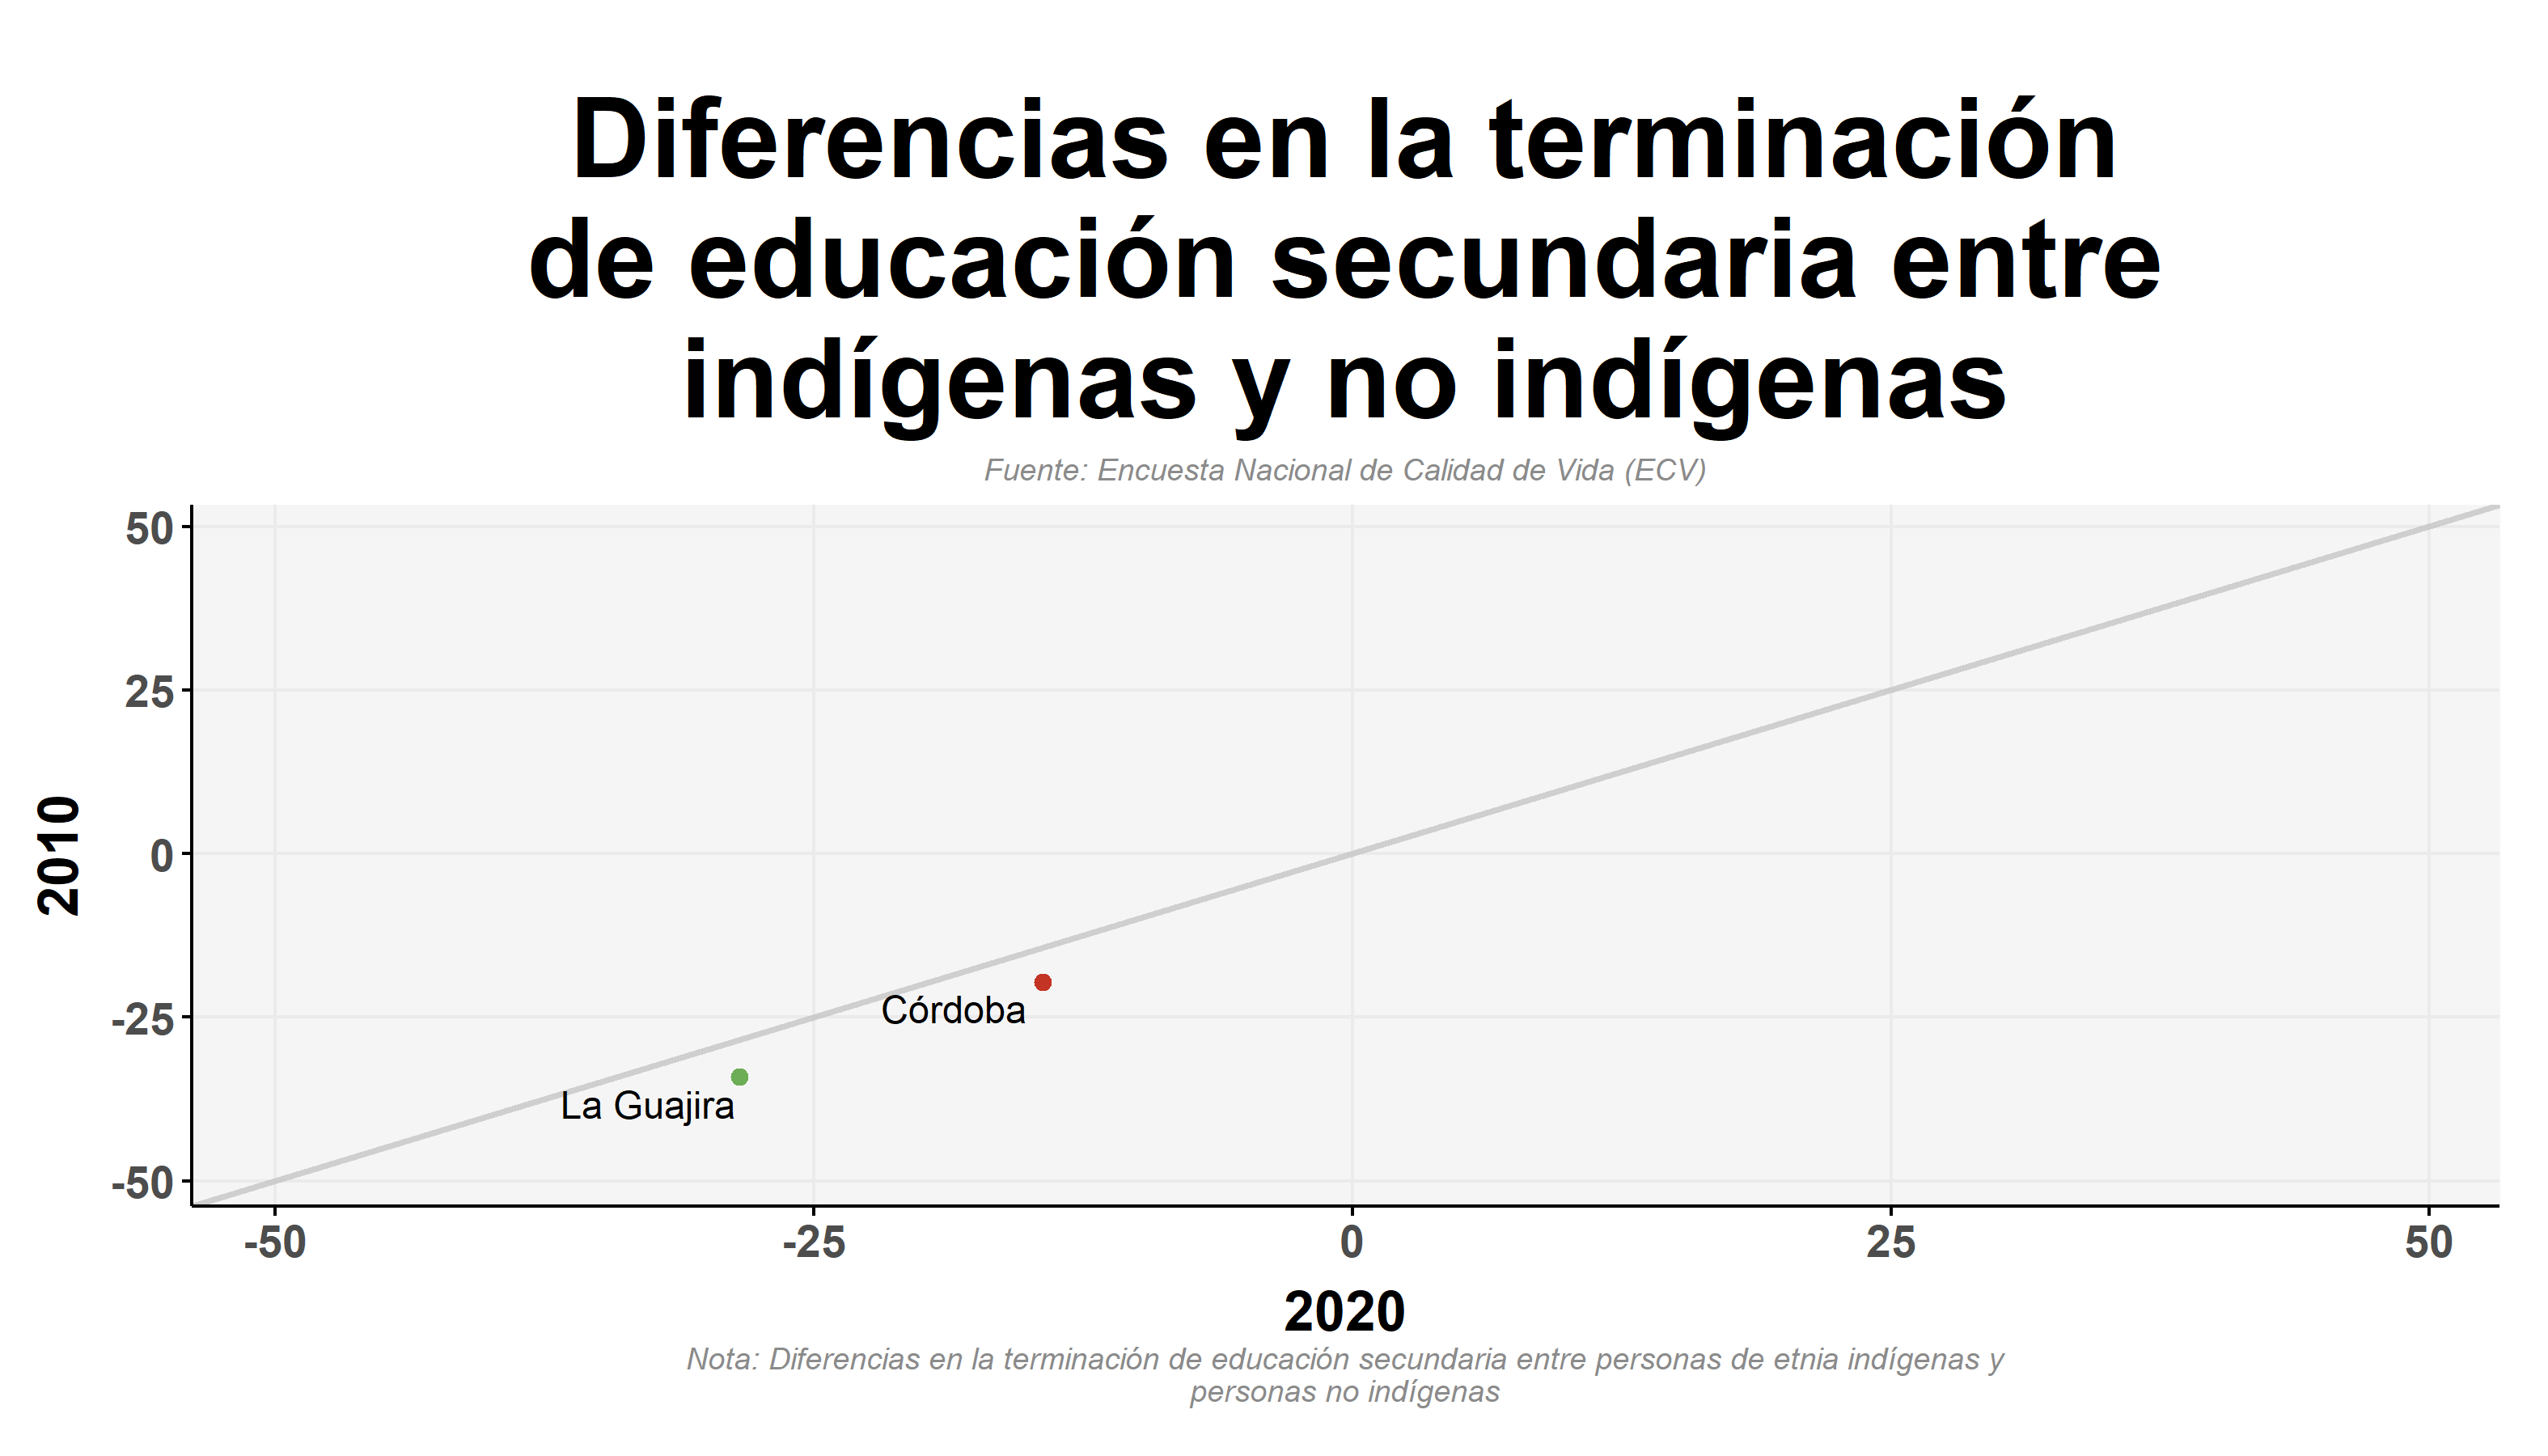 Diferencias en la terminación
de educación secundaria entre
indígenas y no indígenas
Fuente: Encuesta Nacional de Calidad de Vida (ECV)
50
25
0
-25
-50
2010
Córdoba
La Guajira
-50
-25
0
25
50
2020
Nota: Diferencias en la terminación de educación secundaria entre personas de etnia indígenas y
personas no indígenas